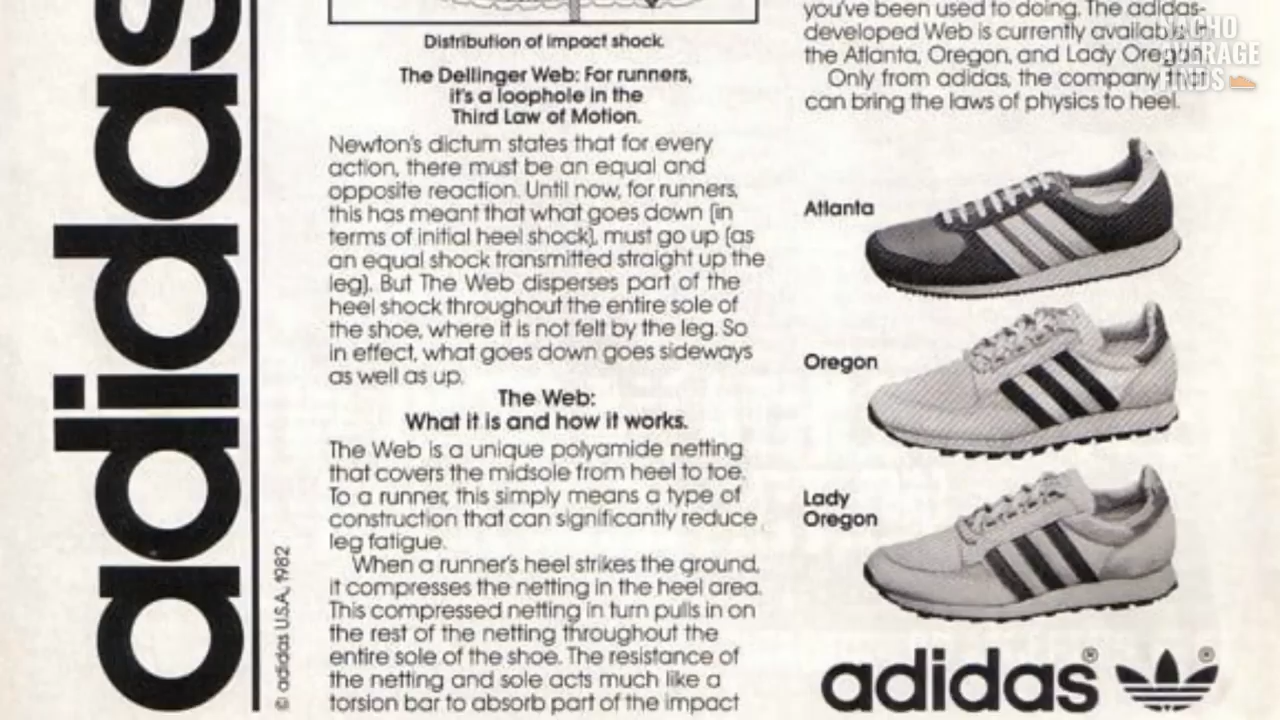 adidas
© adidas U.S.A., 1982
Distribution of impact shock.
The Dellinger Web: For runners,
it's a loophole in the
Third Law of Motion.
Newton's dictum states that for every
action, there must be an equal and
opposite reaction. Until now, for runners,
this has meant that what goes down (in
terms of initial heel shock), must go up (as
an equal shock transmitted straight up the
leg). But The Web disperses part of the
heel shock throughout the entire sole of
the shoe, where it is not felt by the leg. So
in effect, what goes down goes sideways
as well as up.
The Web:
What it is and how it works.
The Web is a unique polyamide netting
that covers the midsole from heel to toe.
To a runner, this simply means a type of
construction that can significantly reduce
leg fatigue.
When a runner's heel strikes the ground,
it compresses the netting in the heel area.
This compressed netting in turn pulls in on
the rest of the netting throughout the
entire sole of the shoe. The resistance of
the netting and sole acts much like a
torsion bar to absorb part of the impact
you've been used to doing. The adidas-
developed Web is currently available in
the Atlanta, Oregon, and Lady Oregon.
Only from adidas, the company that
can bring the laws of physics to heel.
NACHO
AVERAGE
FINDS
Atlanta
Oregon
Lady
Oregon
adidas®
®